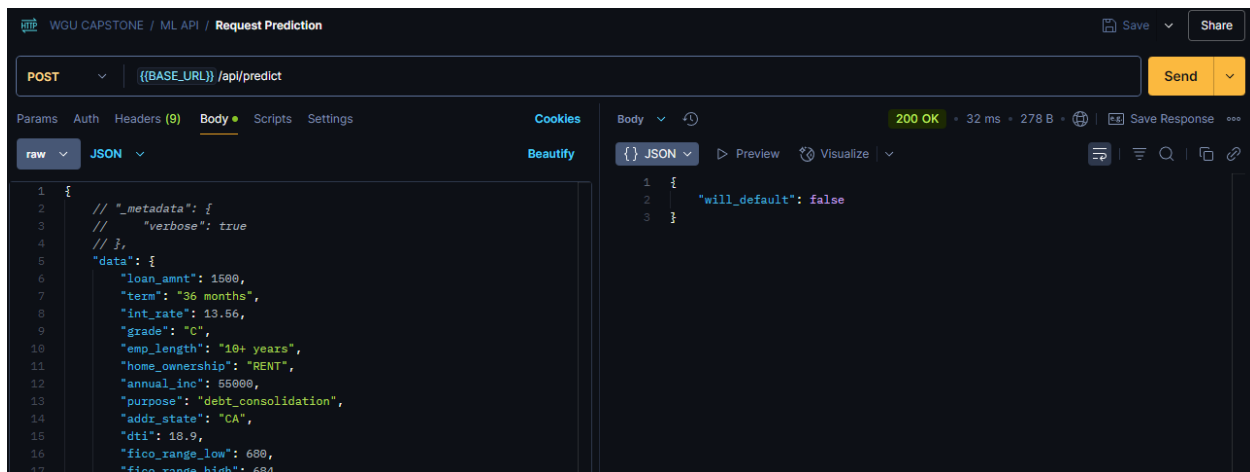 HTTP WGU CAPSTONE / ML API / Request Prediction Save Share
POST {{BASE_URL}} /api/predict Send
Params Auth Headers (9) Body Scripts Settings Cookies
raw JSON Beautify
1 {
2 // "_metadata": {
3 //     "verbose": true
4 // },
5 "data": {
6 "loan_amnt": 1500,
7 "term": "36 months",
8 "int_rate": 13.56,
9 "grade": "C",
10 "emp_length": "10+ years",
11 "home_ownership": "RENT",
12 "annual_inc": 55000,
13 "purpose": "debt_consolidation",
14 "addr_state": "CA",
15 "dti": 18.9,
16 "fico_range_low": 680,
17 "fico_range_high": 684,
Body 200 OK • 32 ms • 278 B • e.g. Save Response
{} JSON Preview Visualize
1 {
2 "will_default": false
3 }